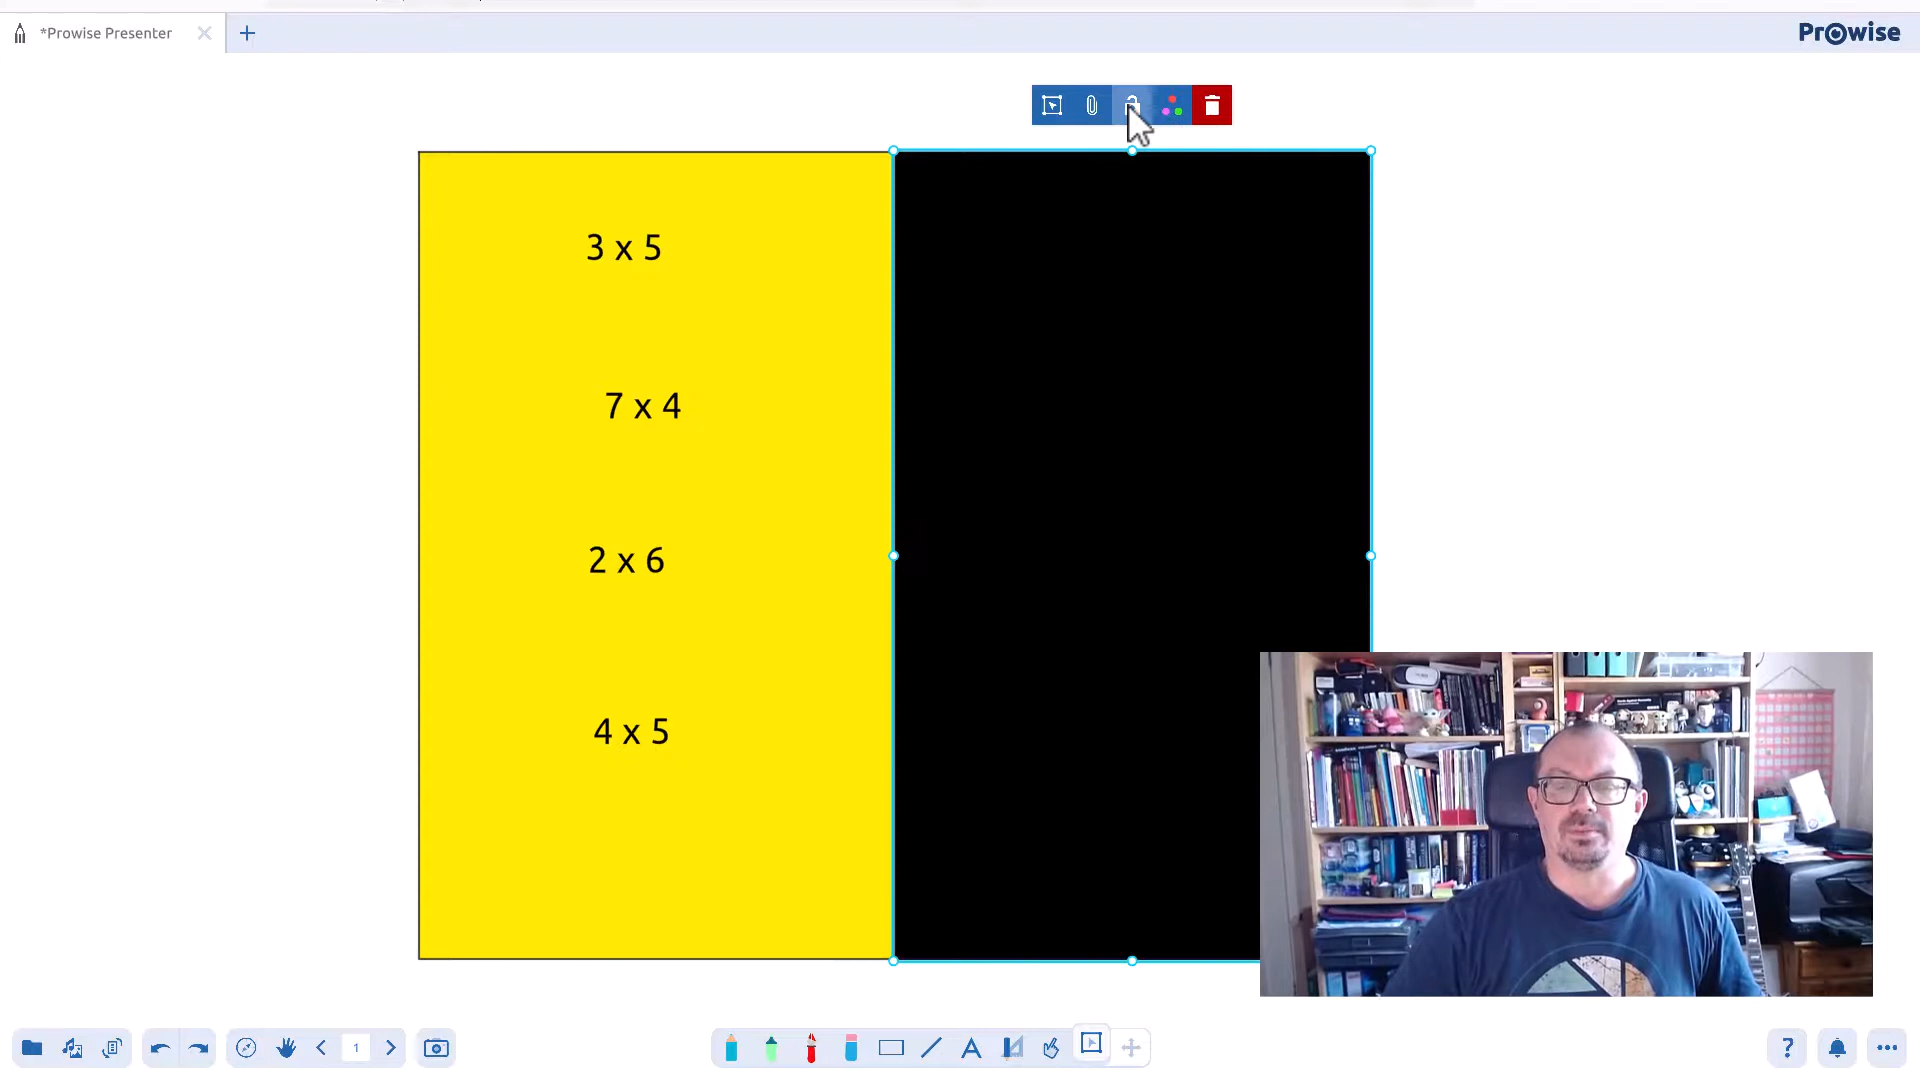 *Prowise Presenter
Prowise
3 x 5
7 x 4
2 x 6
4 x 5
1
?